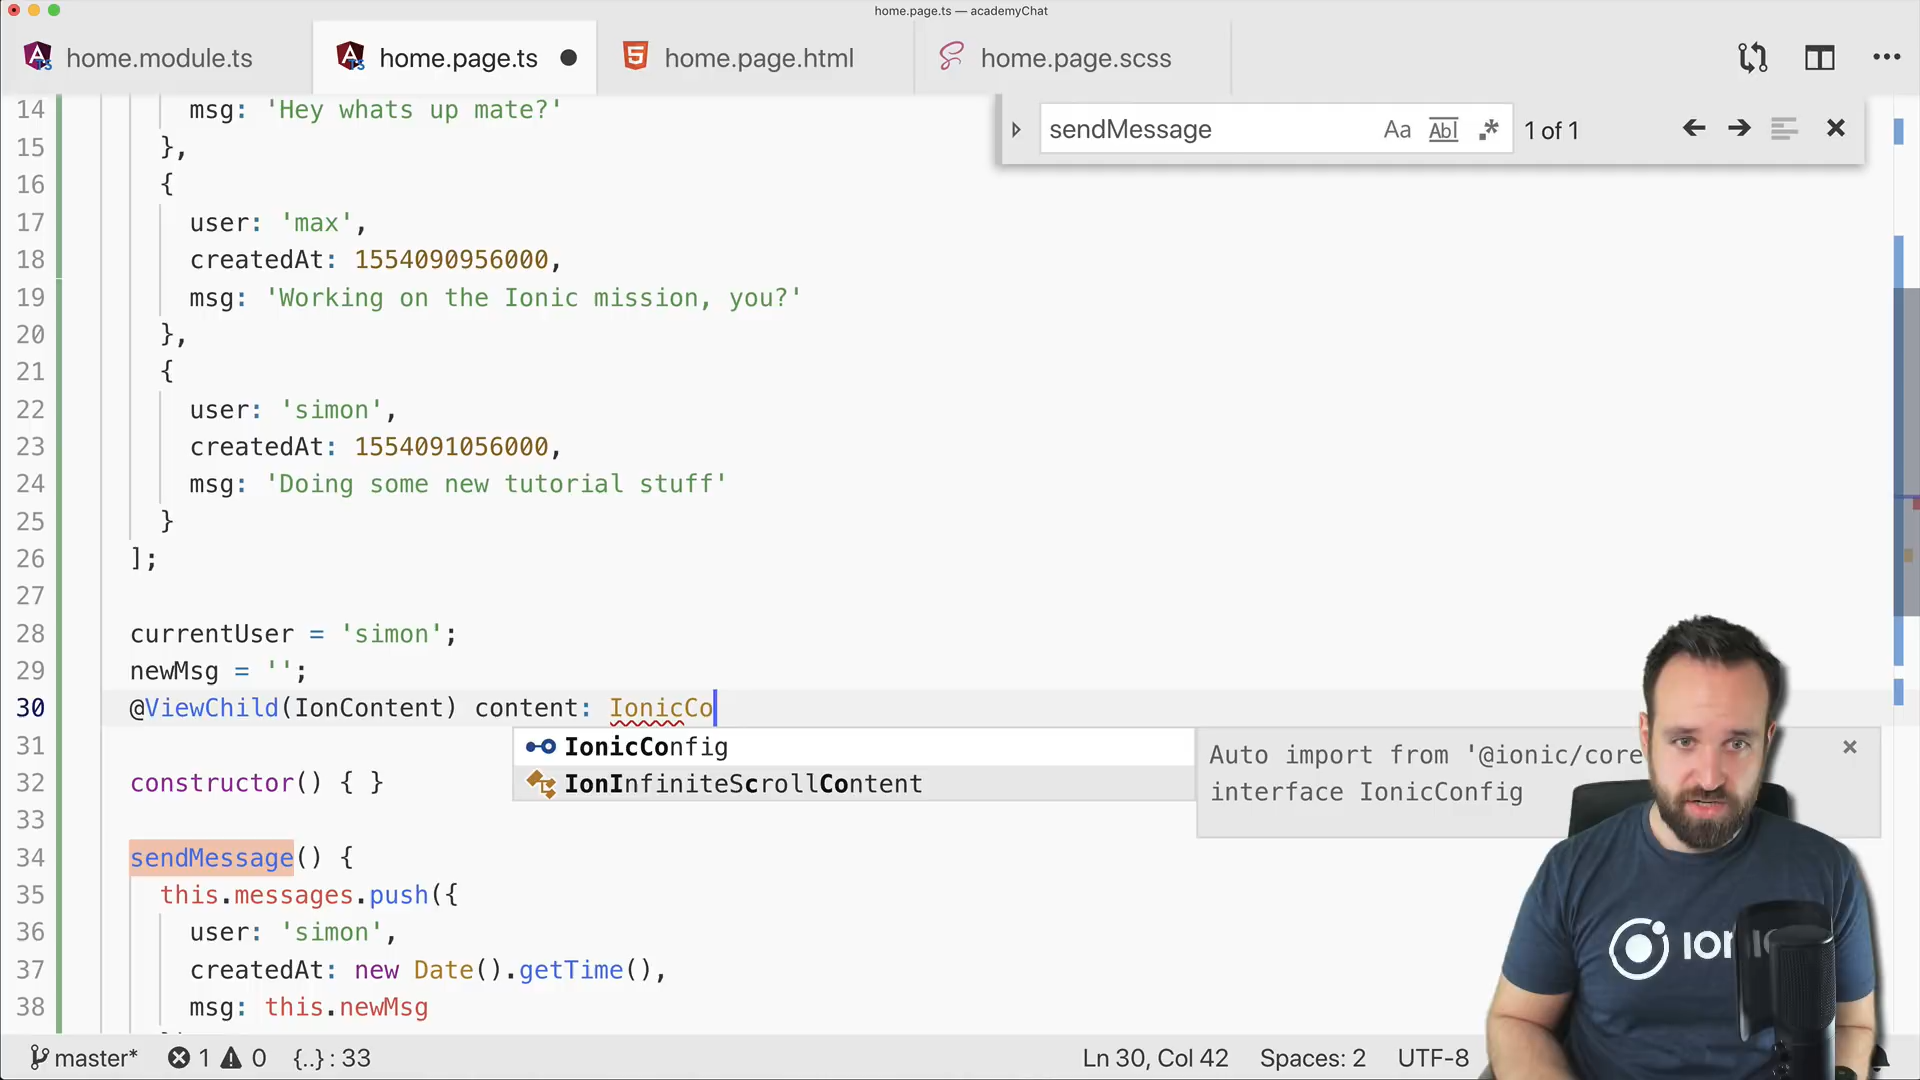 home.page.ts — academyChat
home.module.ts
home.page.ts
home.page.html
home.page.scss
sendMessage
Aa
Abl
.*
1 of 1
14 msg: 'Hey whats up mate?'
15 },
16 {
17 user: 'max',
18 createdAt: 1554090956000,
19 msg: 'Working on the Ionic mission, you?'
20 },
21 {
22 user: 'simon',
23 createdAt: 1554091056000,
24 msg: 'Doing some new tutorial stuff'
25 }
26 ];
27
28 currentUser = 'simon';
29 newMsg = '';
30 @ViewChild(IonContent) content: IonicCo
31
IonicConfig
IonInfiniteScrollContent
Auto import from '@ionic/core
interface IonicConfig
32 constructor() { }
33
34 sendMessage() {
35 this.messages.push({
36 user: 'simon',
37 createdAt: new Date().getTime(),
38 msg: this.newMsg
master*
1
0
{..} : 33
Ln 30, Col 42
Spaces: 2
UTF-8